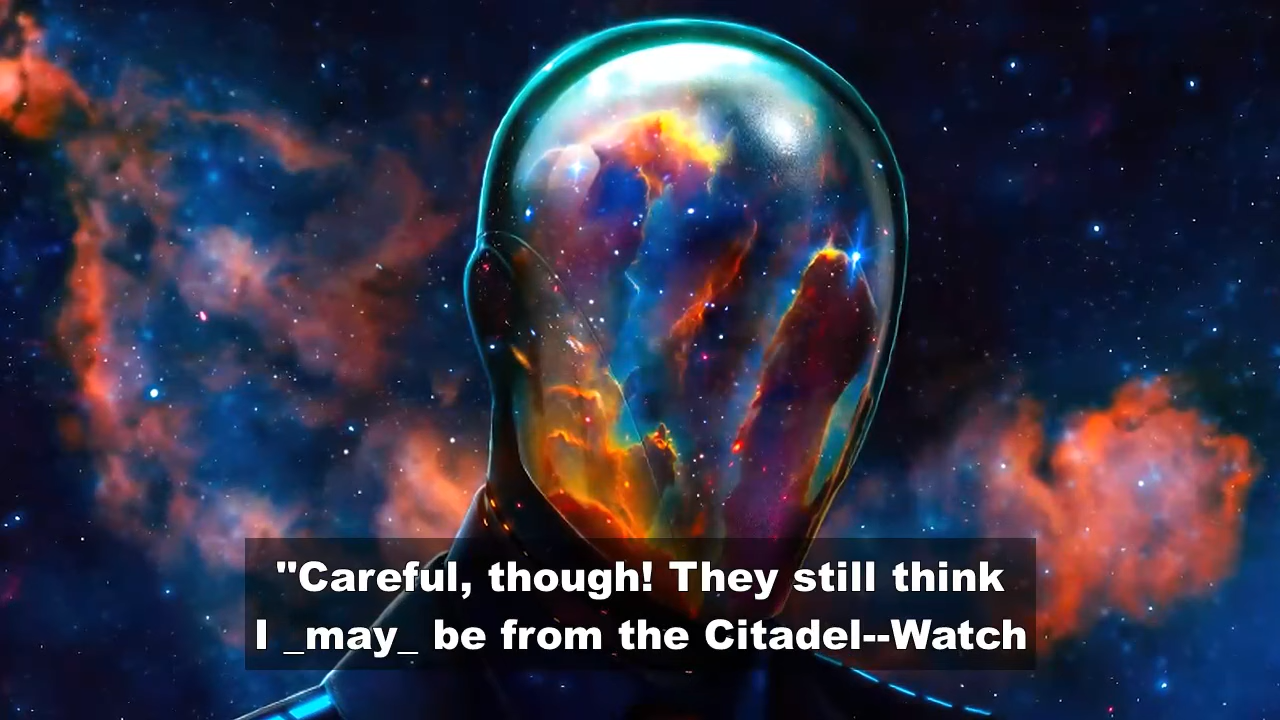 "Careful, though! They still think
I _may_ be from the Citadel--Watch